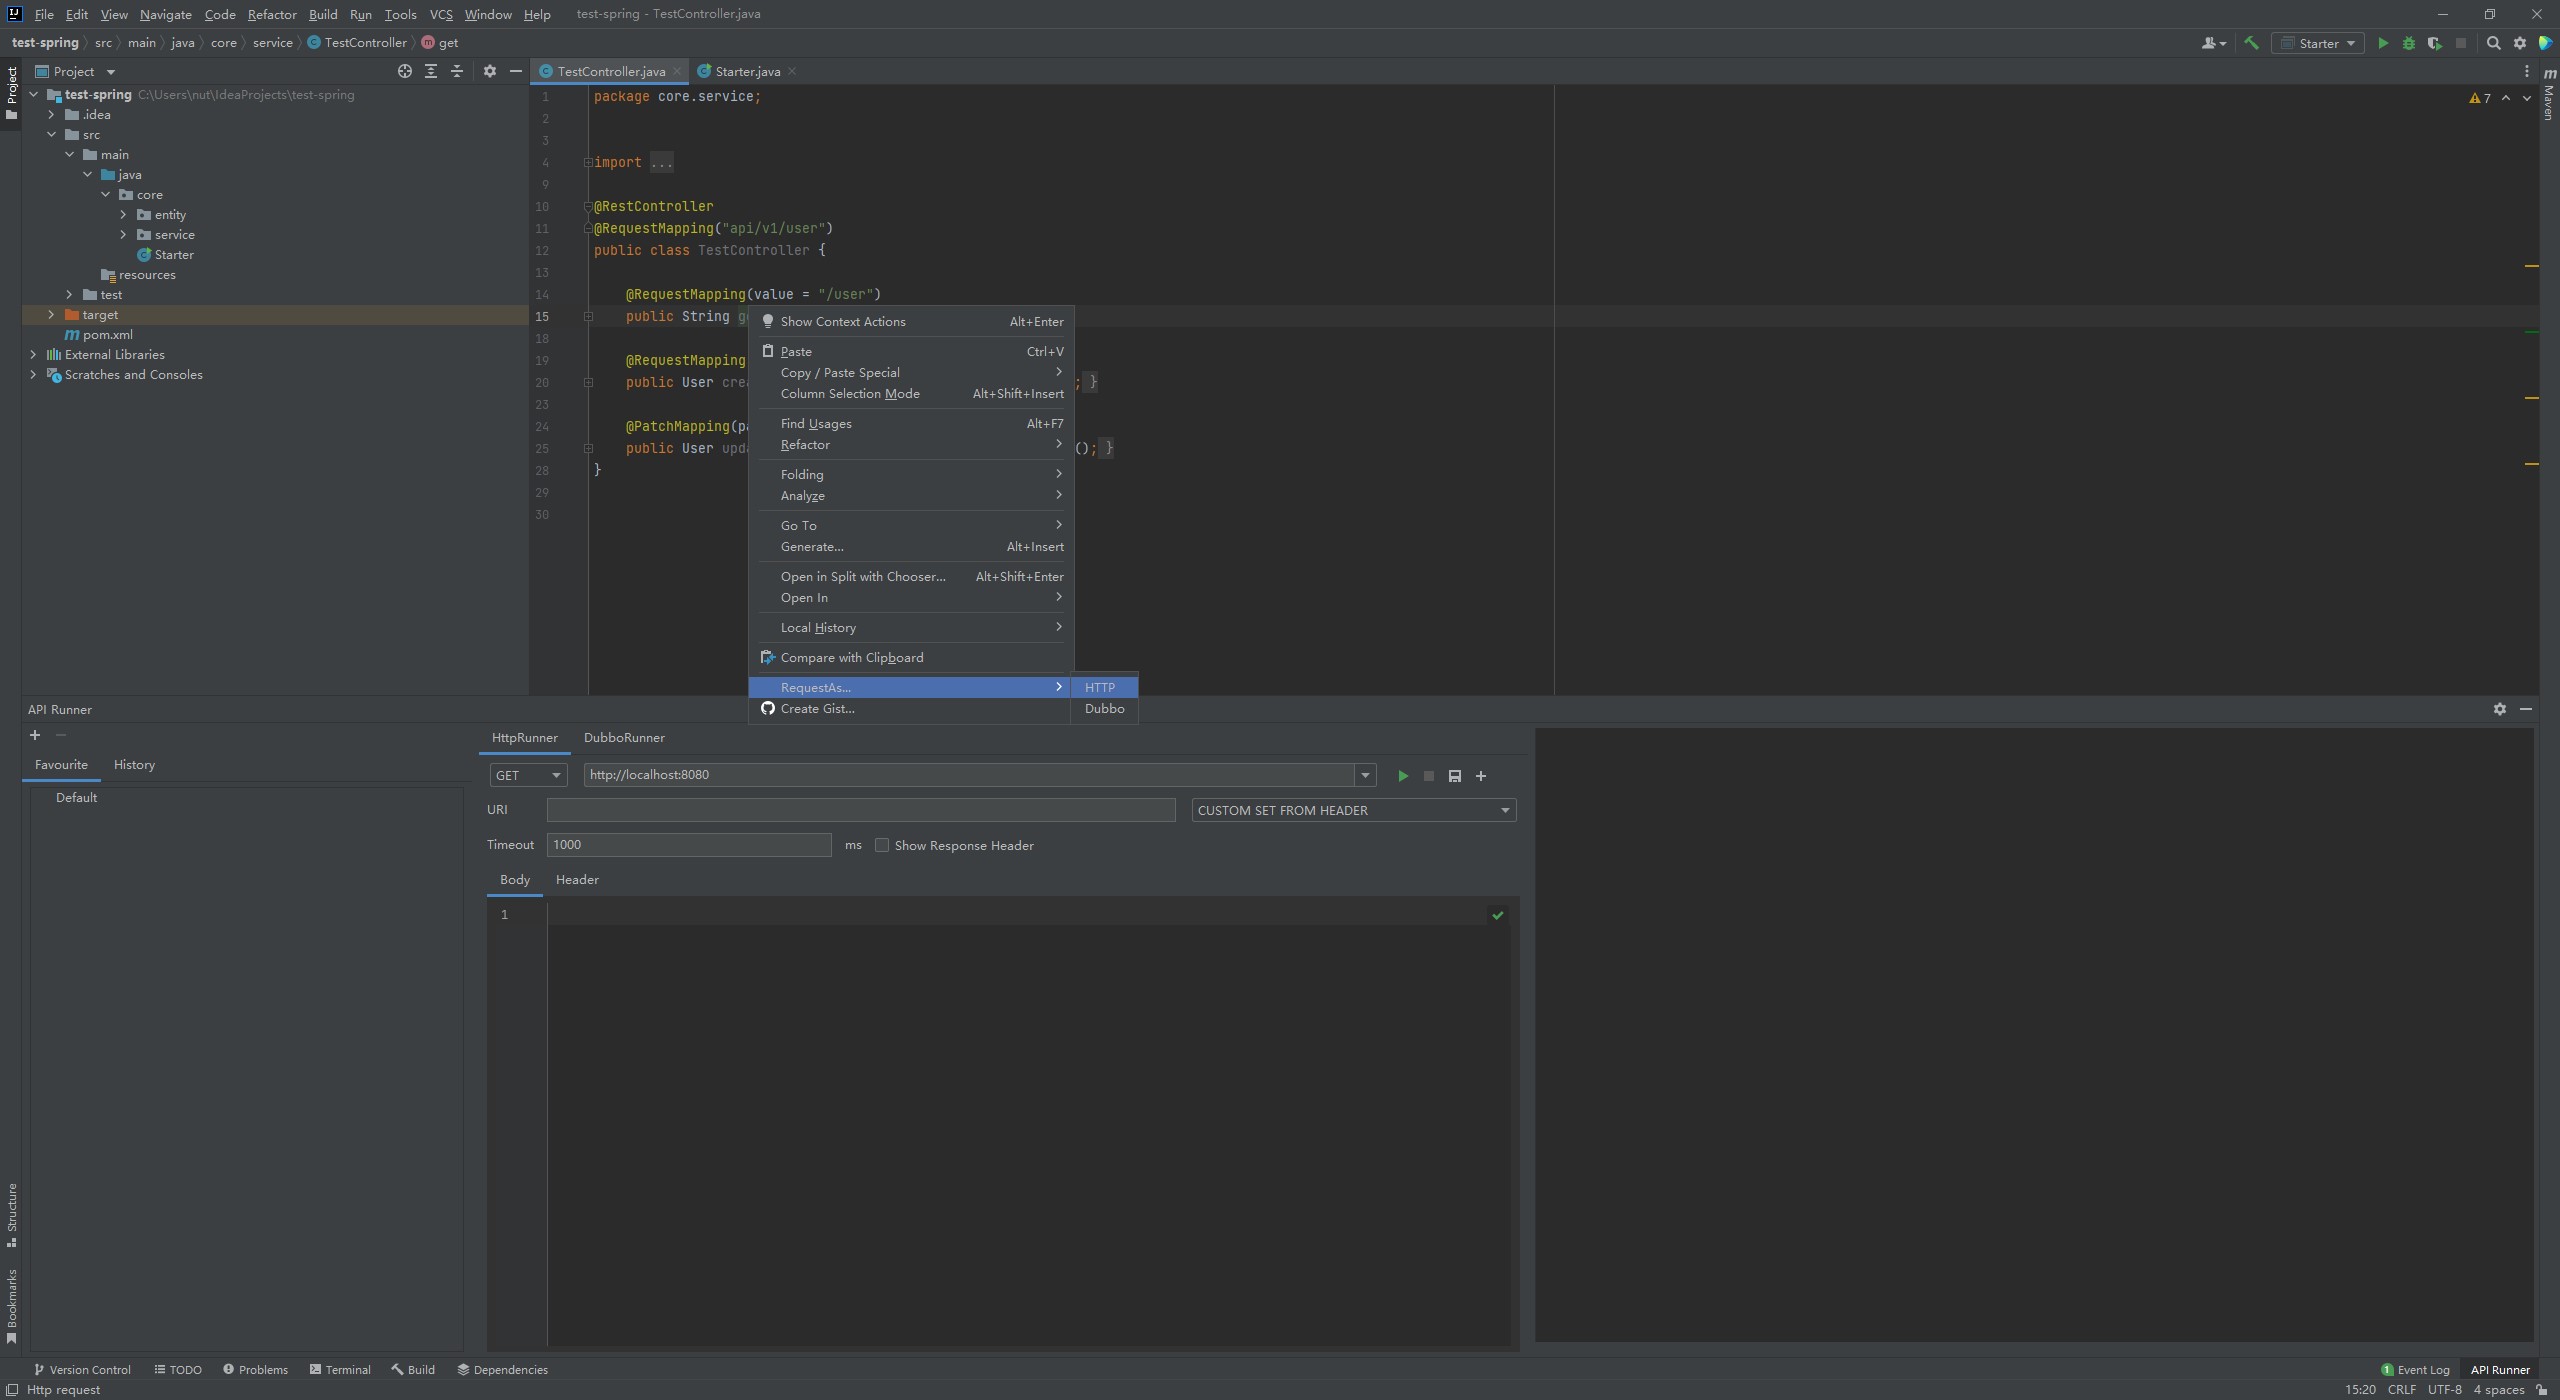 File Edit View Navigate Code Refactor Build Run Tools VCS Window Help test-spring - TestController.java
test-spring src main java core service TestController get
Starter
Project
TestController.java
Starter.java
Project
Maven
test-spring C:\Users\nut\IdeaProjects\test-spring
.idea
src
main
java
core
entity
service
Starter
resources
test
target
pom.xml
External Libraries
Scratches and Consoles
7
1 package core.service;
2
3
4 import ...
9
10 @RestController
11 @RequestMapping("api/v1/user")
12 public class TestController {
13
14 @RequestMapping(value = "/user")
15 public String
18
19 @RequestMapping
20 public User ; }
23
24 @PatchMapping(
25 public User (); }
28 }
29
30
Show Context Actions Alt+Enter
Paste Ctrl+V
Copy / Paste Special
Column Selection Mode Alt+Shift+Insert
Find Usages Alt+F7
Refactor
Folding
Analyze
Go To
Generate... Alt+Insert
Open in Split with Chooser... Alt+Shift+Enter
Open In
Local History
Compare with Clipboard
RequestAs...
Create Gist...
HTTP
Dubbo
API Runner
Favourite History
Default
HttpRunner DubboRunner
GET http://localhost:8080
URI CUSTOM SET FROM HEADER
Timeout 1000 ms Show Response Header
Body Header
1
Structure
Bookmarks
Version Control TODO Problems Terminal Build Dependencies
1 Event Log API Runner
Http request 15:20 CRLF UTF-8 4 spaces